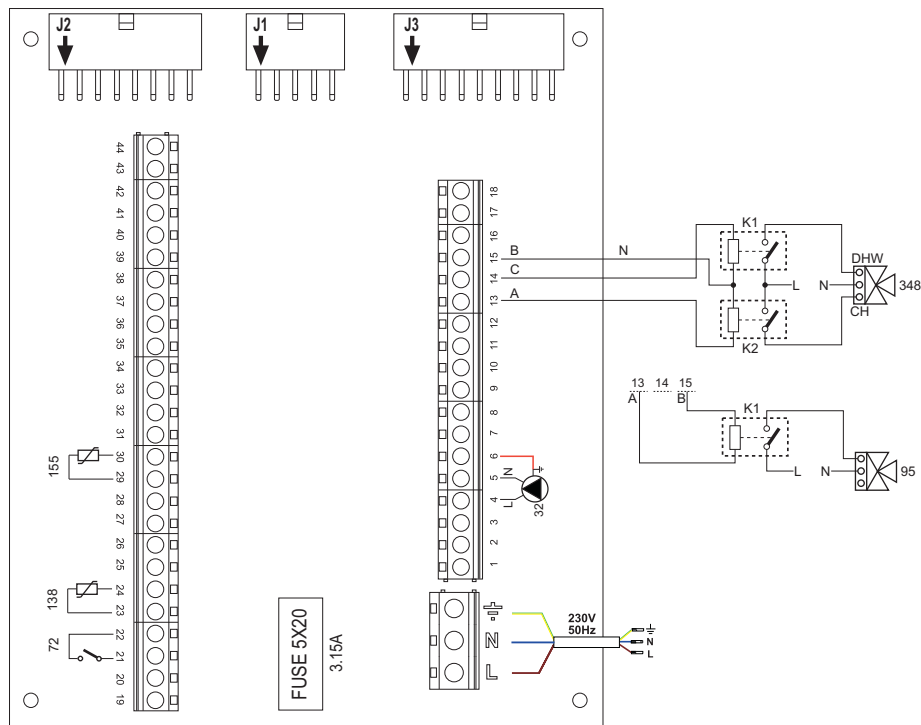 J2
J1
J3
44
43
42
41
40
39
38
37
36
35
34
33
32
31
30
29
28
27
26
25
24
23
22
21
20
19
155
138
72
18
17
16
15
14
13
12
11
10
9
8
7
6
5
4
3
2
1
B
N
C
A
K1
DHW
L
N
348
CH
K2
13 14 15
A B
K1
L
N
95
N
L
32
FUSE 5X20
3.15A
N
L
230V
50Hz
N
L